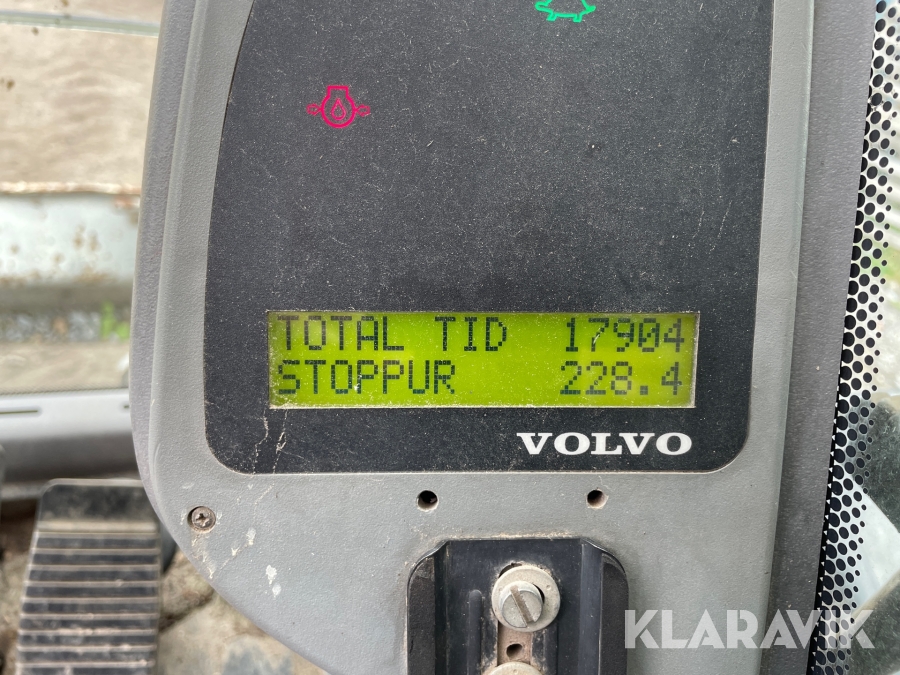 TOTAL TID 17904
STOPPUR 228.4
VOLVO
KLARAVIK